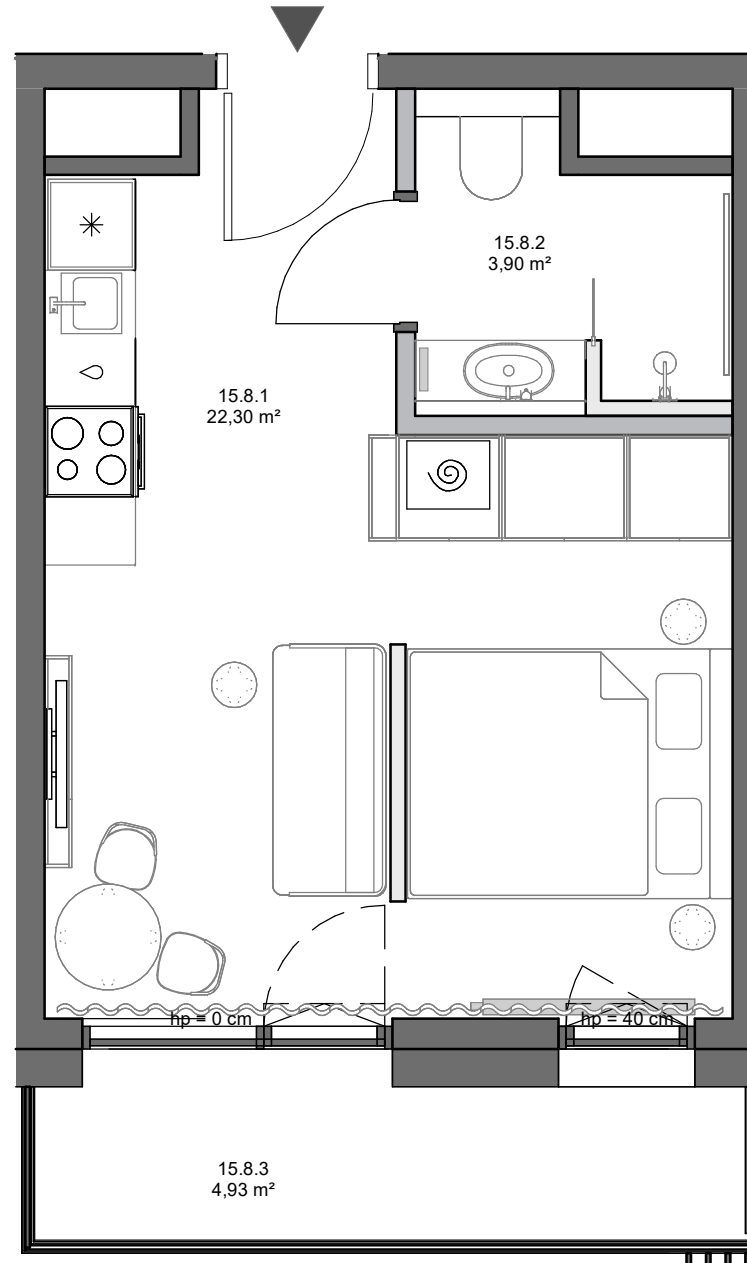 15.8.2
3,90 m²
15.8.1
22,30 m²
hp = 0 cm
hp = 40 cm
15.8.3
4,93 m²